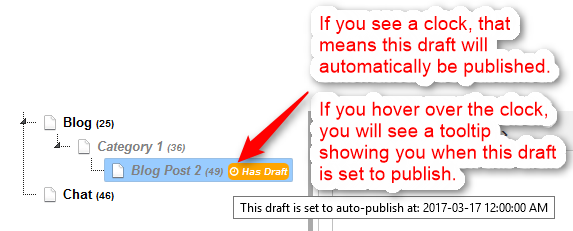 If you see a clock, that
means this draft will
automatically be published.
If you hover over the clock,
you will see a tooltip
showing you when this draft
is set to publish.
Blog (25)
Category 1 (36)
Blog Post 2 (49) Has Draft
Chat (46)
This draft is set to auto-publish at: 2017-03-17 12:00:00 AM